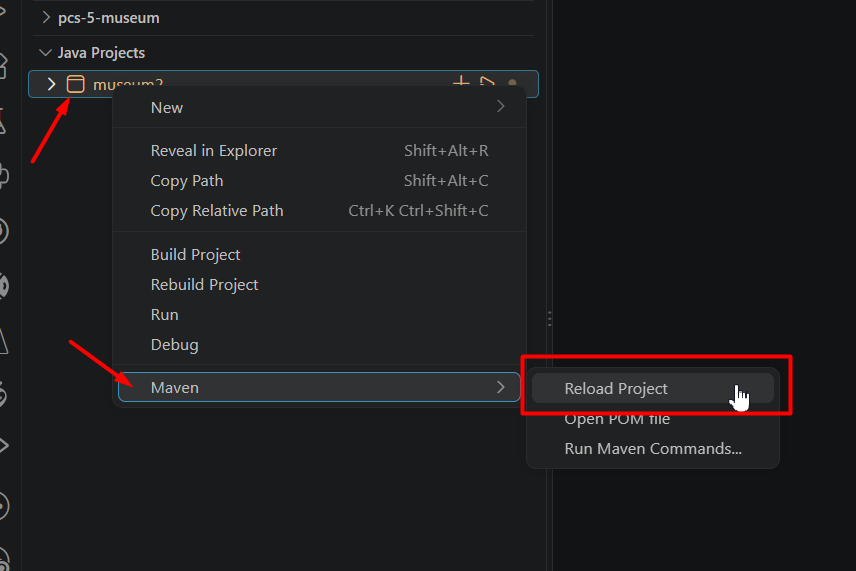 pcs-5-museum
Java Projects
museum2
New
Reveal in Explorer Shift+Alt+R
Copy Path Shift+Alt+C
Copy Relative Path Ctrl+K Ctrl+Shift+C
Build Project
Rebuild Project
Run
Debug
Maven
Reload Project
Open POM file
Run Maven Commands...